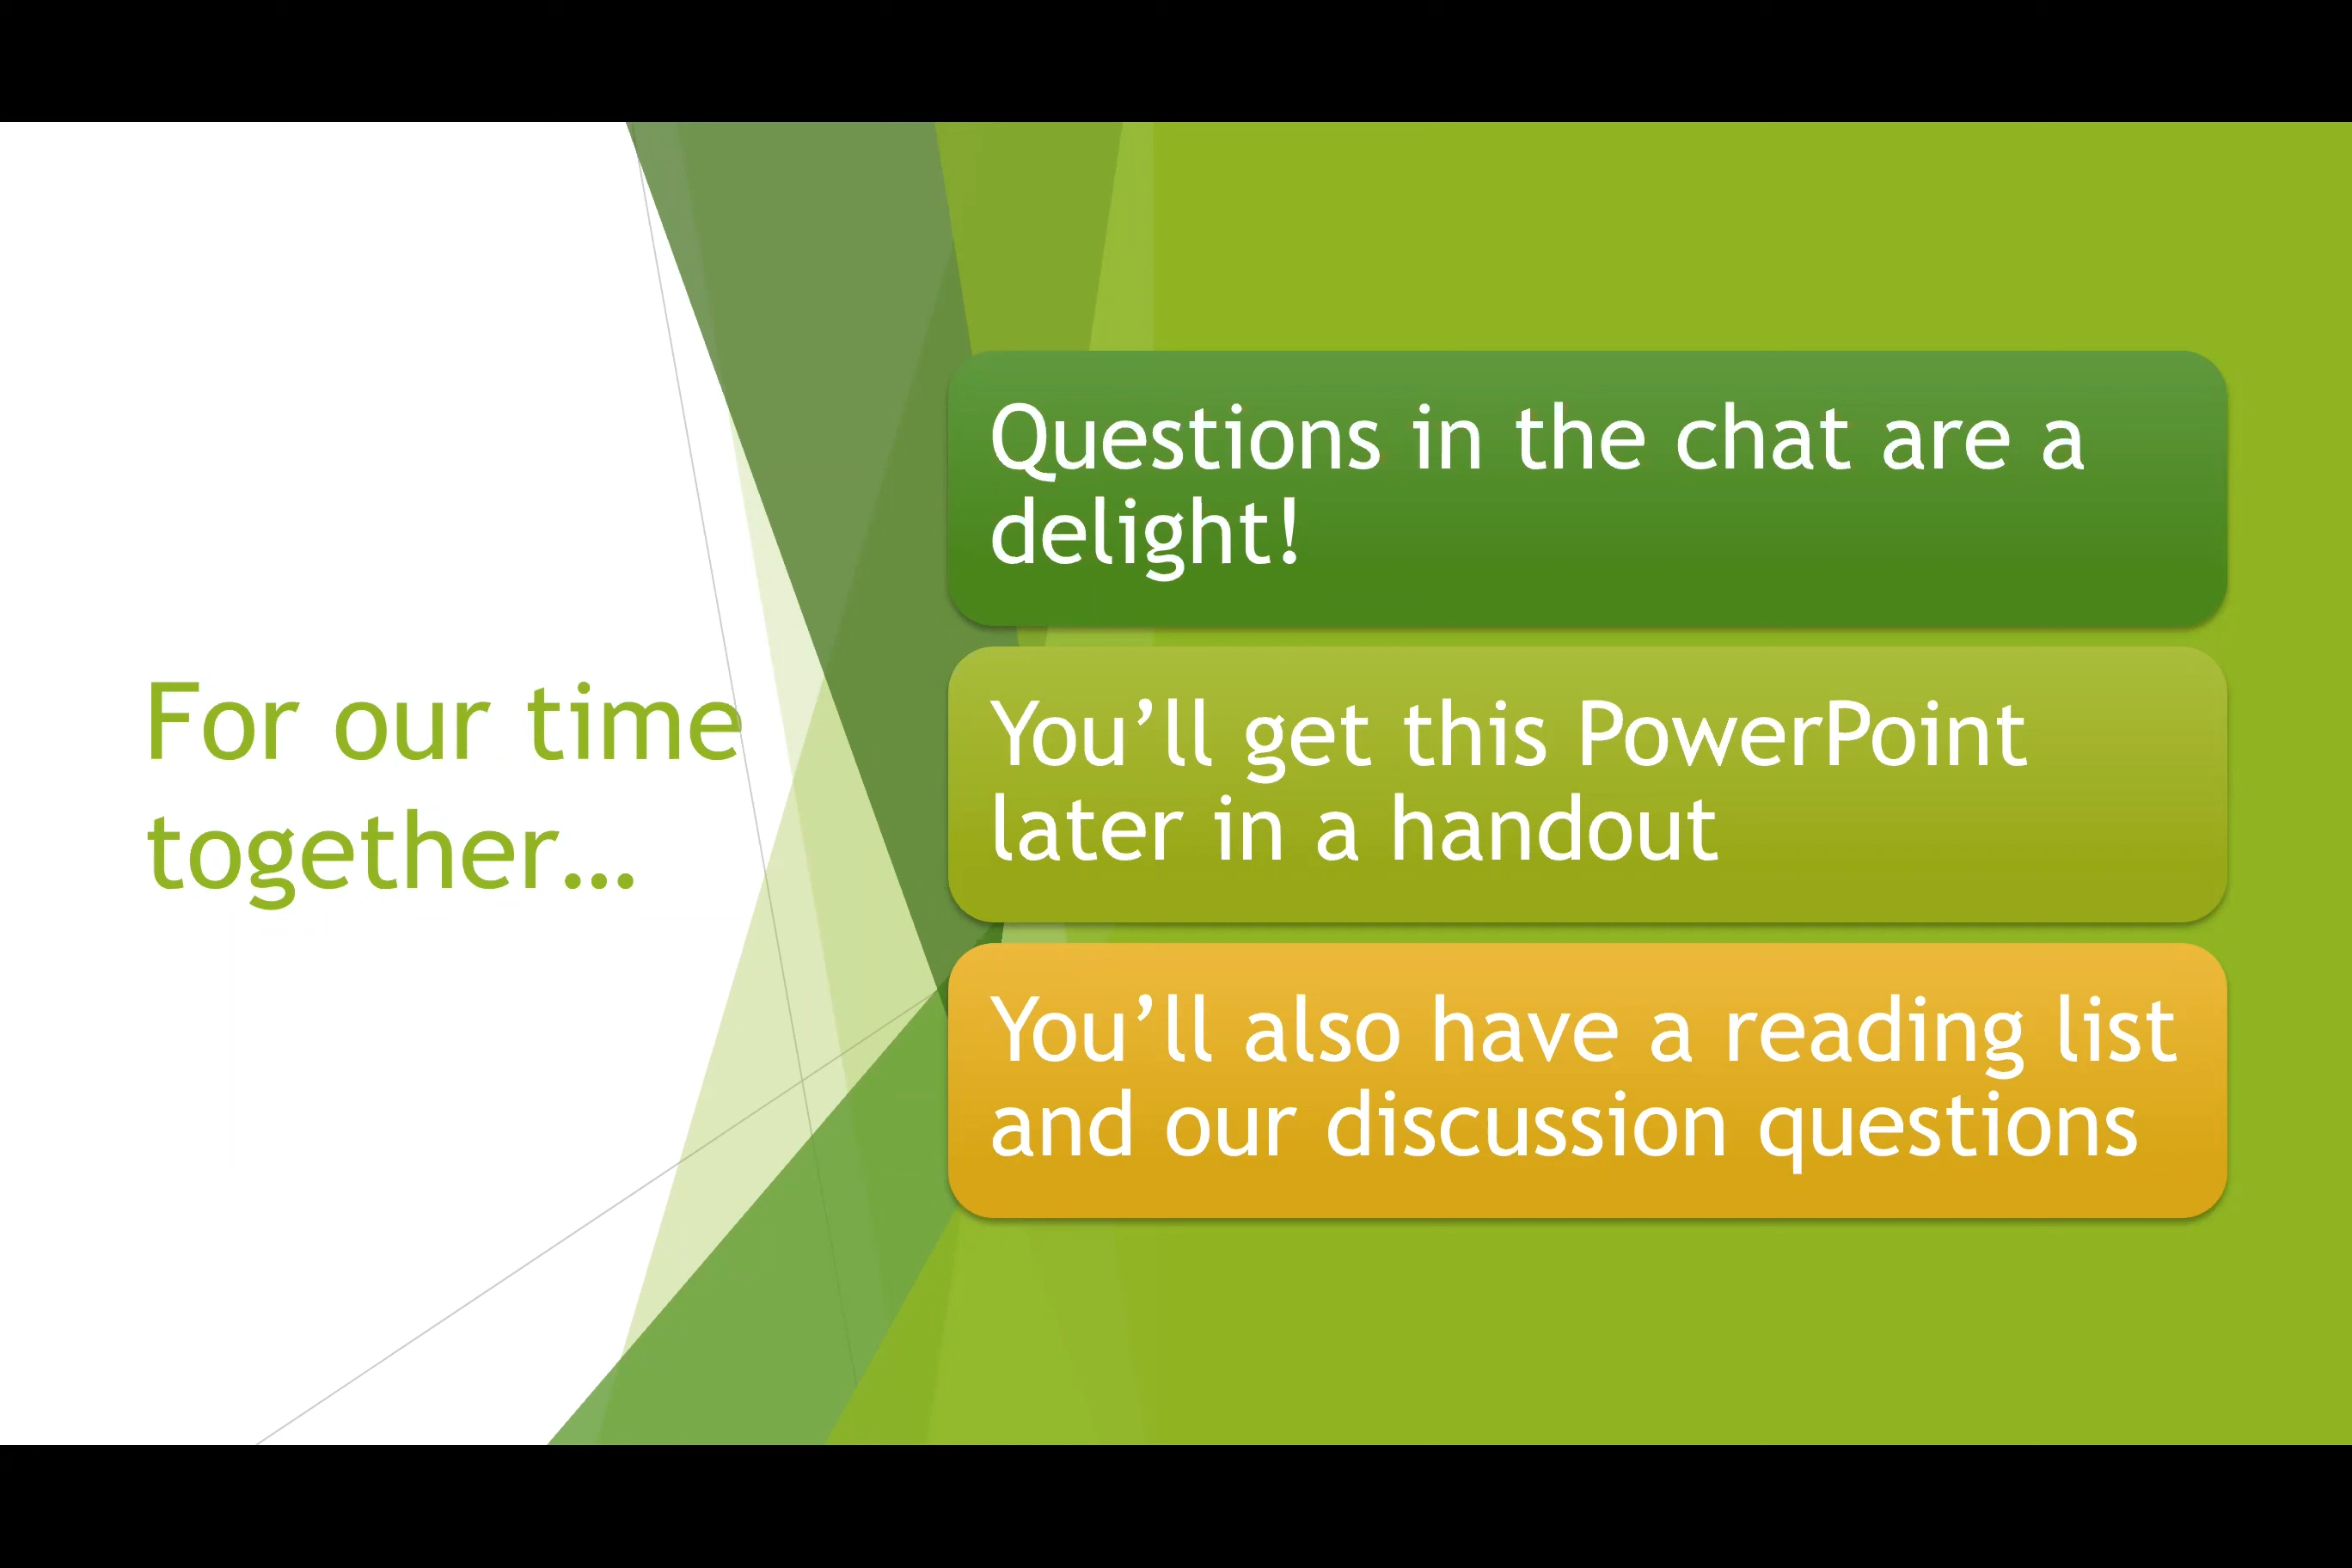 For our time
together…
Questions in the chat are a
delight!
You’ll get this PowerPoint
later in a handout
You’ll also have a reading list
and our discussion questions